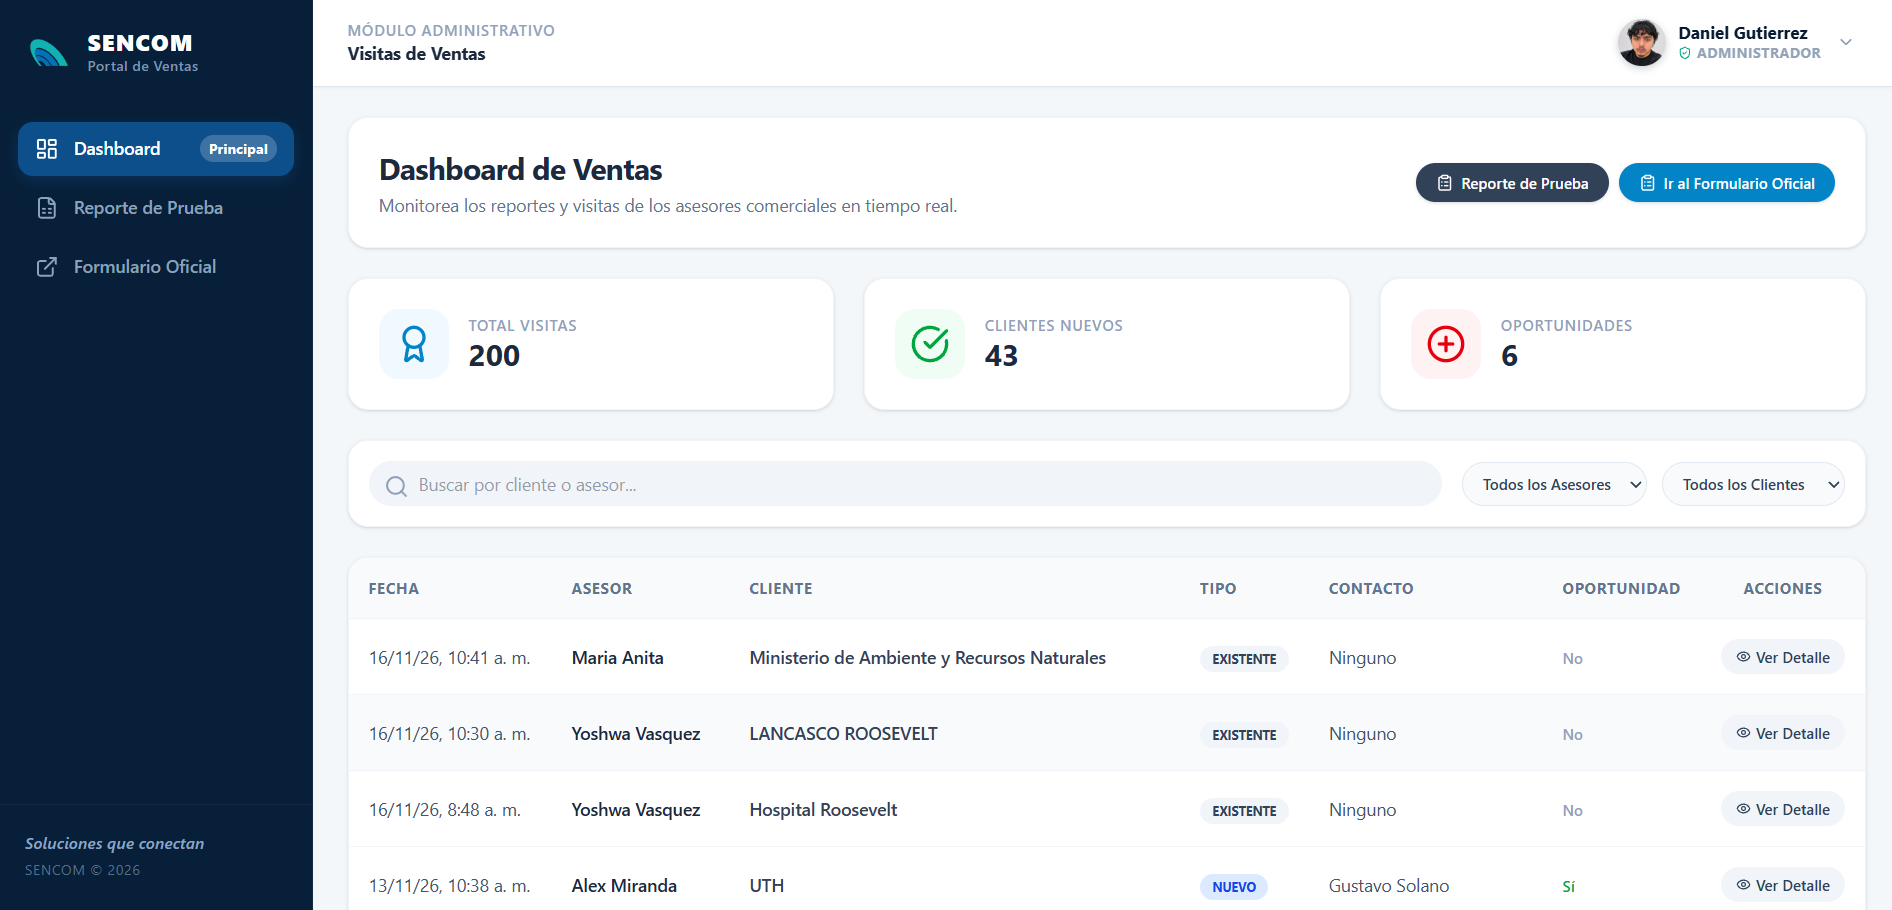 SENCOM
Portal de Ventas
Dashboard Principal
Reporte de Prueba
Formulario Oficial
Soluciones que conectan
SENCOM © 2026
MÓDULO ADMINISTRATIVO
Visitas de Ventas
Daniel Gutierrez
ADMINISTRADOR
Dashboard de Ventas
Monitorea los reportes y visitas de los asesores comerciales en tiempo real.
Reporte de Prueba
Ir al Formulario Oficial
TOTAL VISITAS
200
CLIENTES NUEVOS
43
OPORTUNIDADES
6
Buscar por cliente o asesor...
Todos los Asesores
Todos los Clientes
FECHA ASESOR CLIENTE TIPO CONTACTO OPORTUNIDAD ACCIONES
16/11/26, 10:41 a. m. Maria Anita Ministerio de Ambiente y Recursos Naturales EXISTENTE Ninguno No Ver Detalle
16/11/26, 10:30 a. m. Yoshwa Vasquez LANCASCO ROOSEVELT EXISTENTE Ninguno No Ver Detalle
16/11/26, 8:48 a. m. Yoshwa Vasquez Hospital Roosevelt EXISTENTE Ninguno No Ver Detalle
13/11/26, 10:38 a. m. Alex Miranda UTH NUEVO Gustavo Solano Sí Ver Detalle